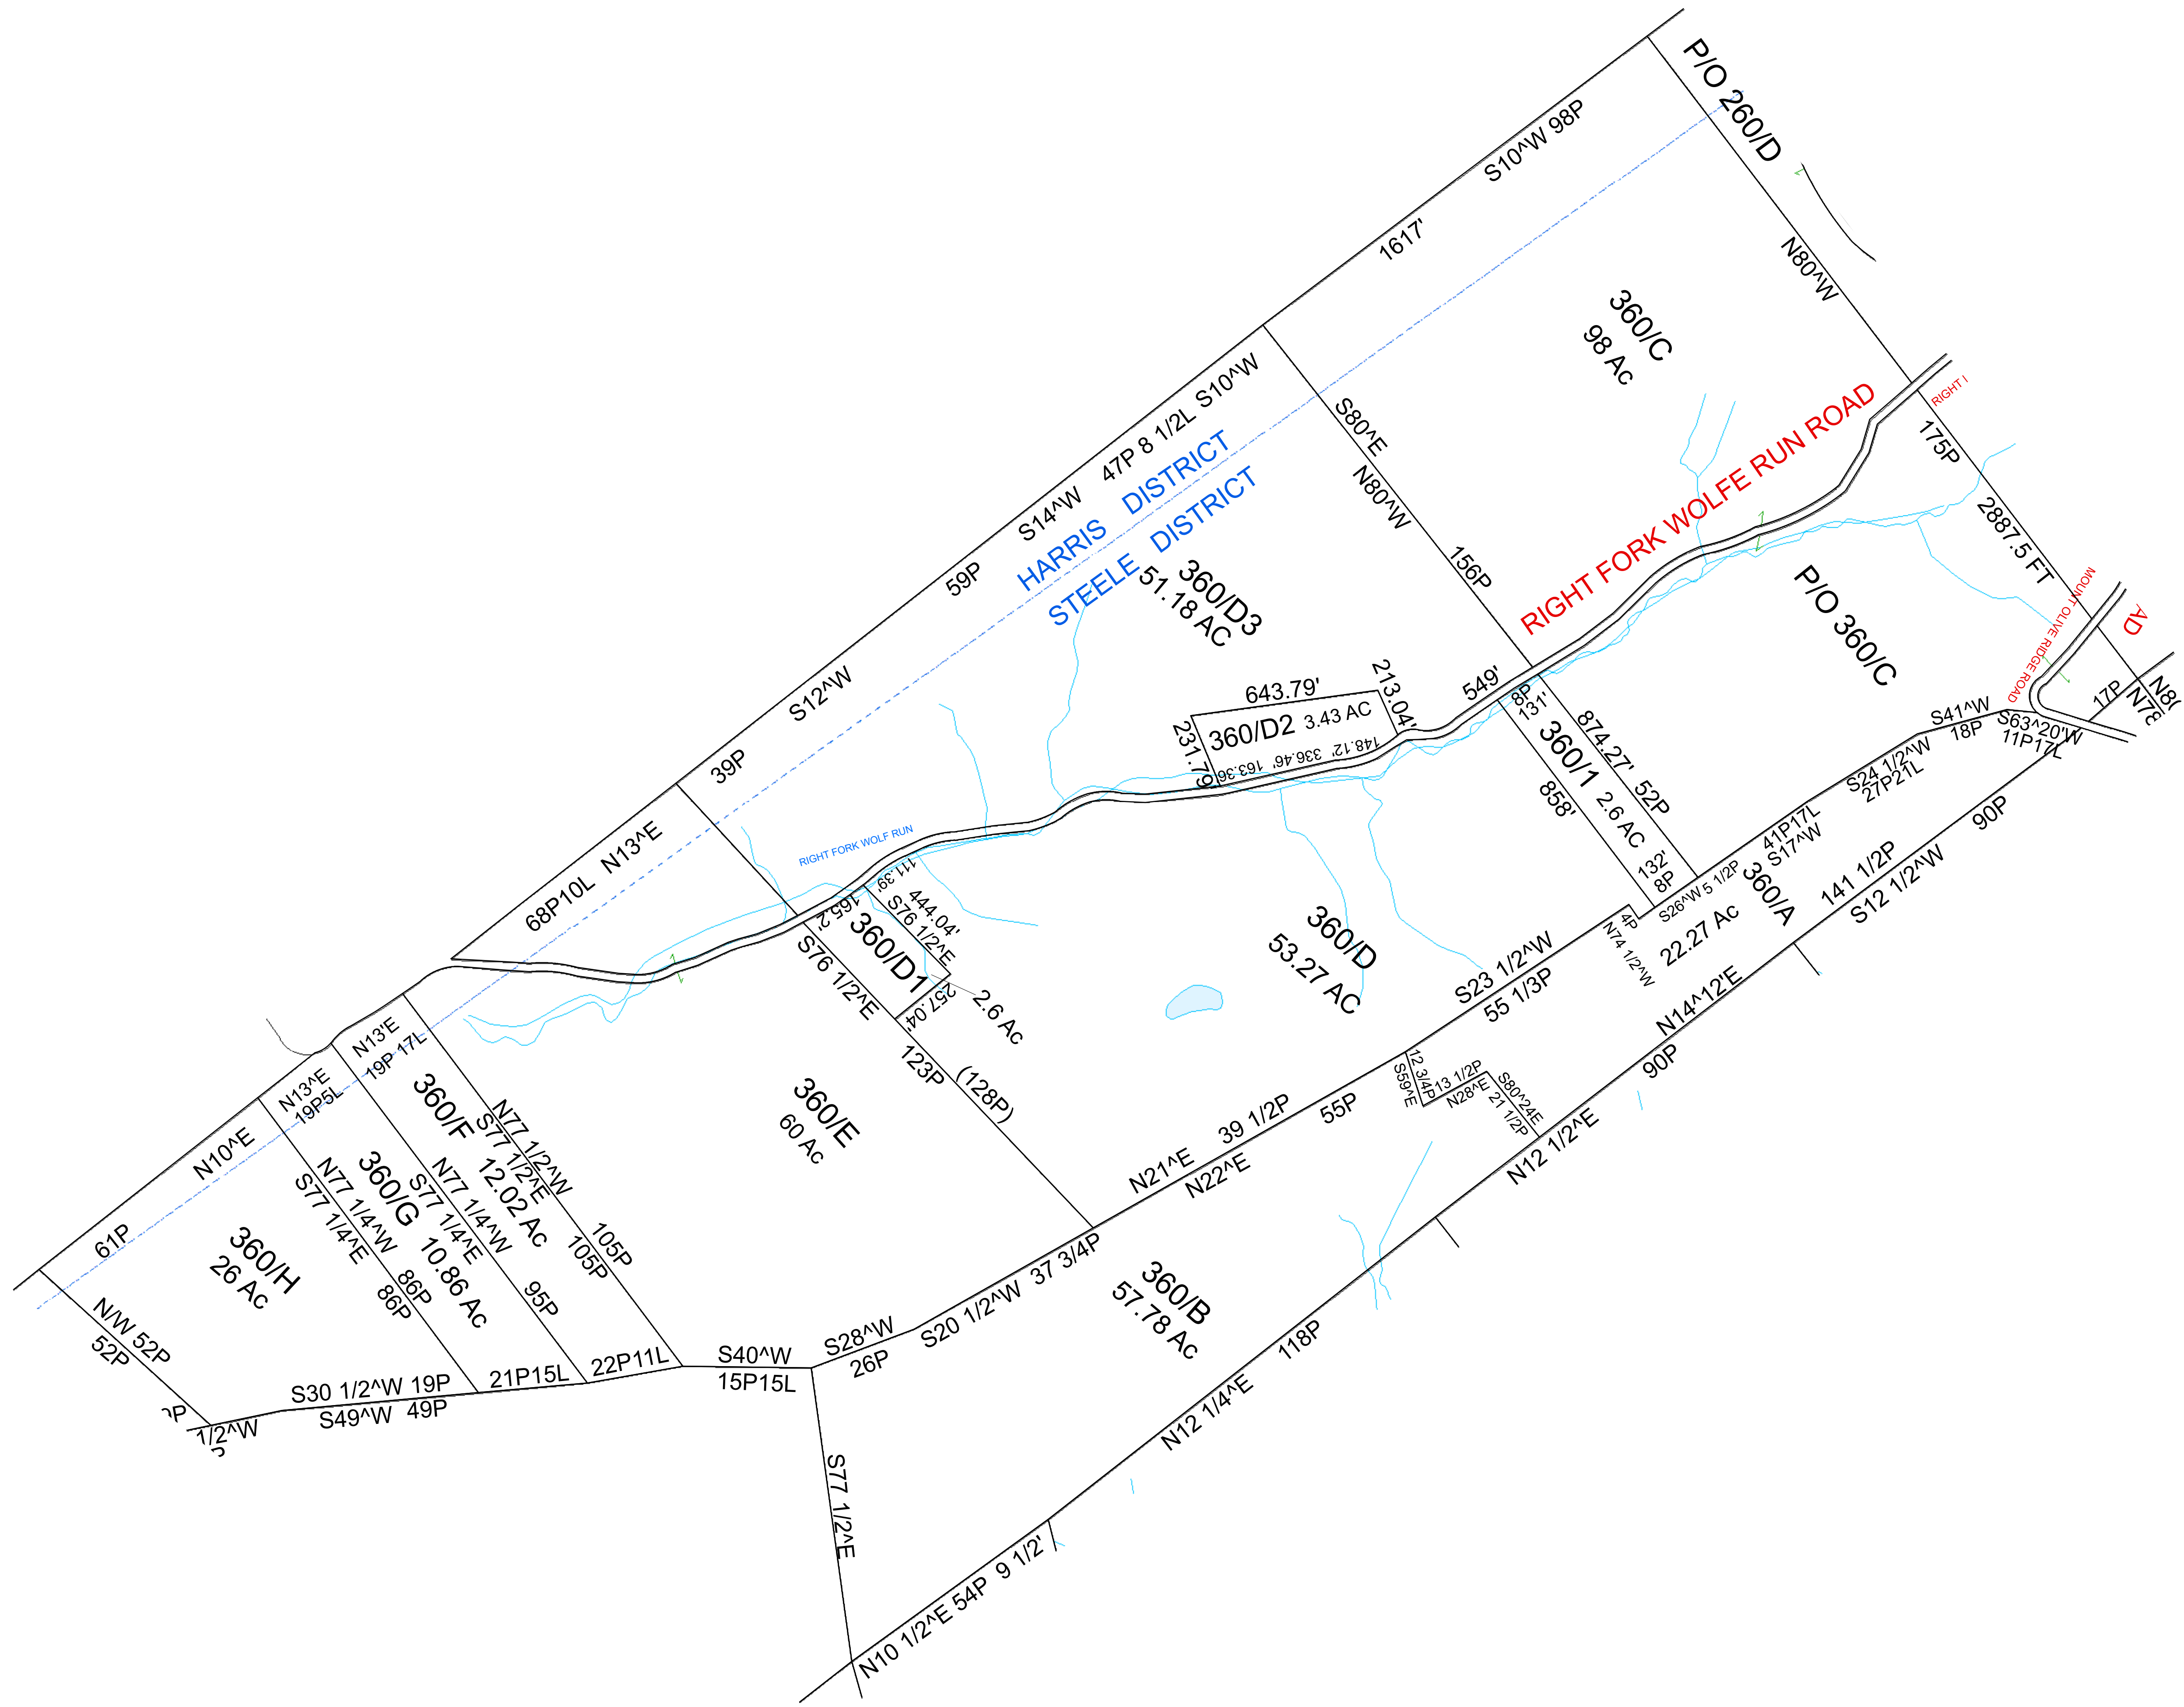 P/O 260/D
S10^W 98P
1617'
N80^W
360/C
98 Ac
RIGHT FORK WOLFE RUN ROAD
RIGHT
175P
2887.5 FT
MOUNT OLIVE RIDGE ROAD
AD
P/O 360/C
S80^E
N80^W
156P
S14^W 47P 8 1/2L S10^W
HARRIS DISTRICT
STEELE DISTRICT
59P
360/D3
51.18 AC
S12^W
39P
643.79'
213.04'
231.79'
360/D2 3.43 AC
163.36' 336.46' 148.12'
549'
8P
131'
360/1 2.6 AC
874.27' 52P
858'
132'
8P
S41^W
18P
S63^20'W
11P17L
17P
N78
S24 1/2^W
27P21L
41P17L
S17^W
S26^W 5 1/2P
4P
N74 1/2^W
360/A
22.27 Ac
90P
141 1/2P
S12 1/2^W
N13^E
68P10L
RIGHT FORK WOLF RUN
111.39'
165.2'
444.04'
S76 1/2^E
360/D1
257.04'
2.6 Ac
S76 1/2^E
123P
(128P)
360/D
53.27 AC
S23 1/2^W
55 1/3P
N14^12'E
90P
12 3/4P
S59^E
13 1/2P
N28^E
S80^24E
21 1/2P
N12 1/2^E
39 1/2P
55P
N21^E
N22^E
360/E
60 Ac
N13'E
19P 17L
N13^E
19P5L
N10^E
61P
360/F 12.02 Ac
N77 1/2^W
S77 1/2^E
105P
105P
360/G 10.86 Ac
N77 1/4^W
S77 1/4^E
95P
N77 1/4^W
S77 1/4^E
86P
86P
360/H
26 Ac
N/W 52P
52P
S30 1/2^W 19P
S49^W 49P
1/2^W
21P15L
22P11L
S40^W
15P15L
S28^W
26P
S20 1/2^W 37 3/4P
360/B
57.78 Ac
118P
N12 1/4^E
S77 1/2^E
N10 1/2^E 54P 9 1/2'